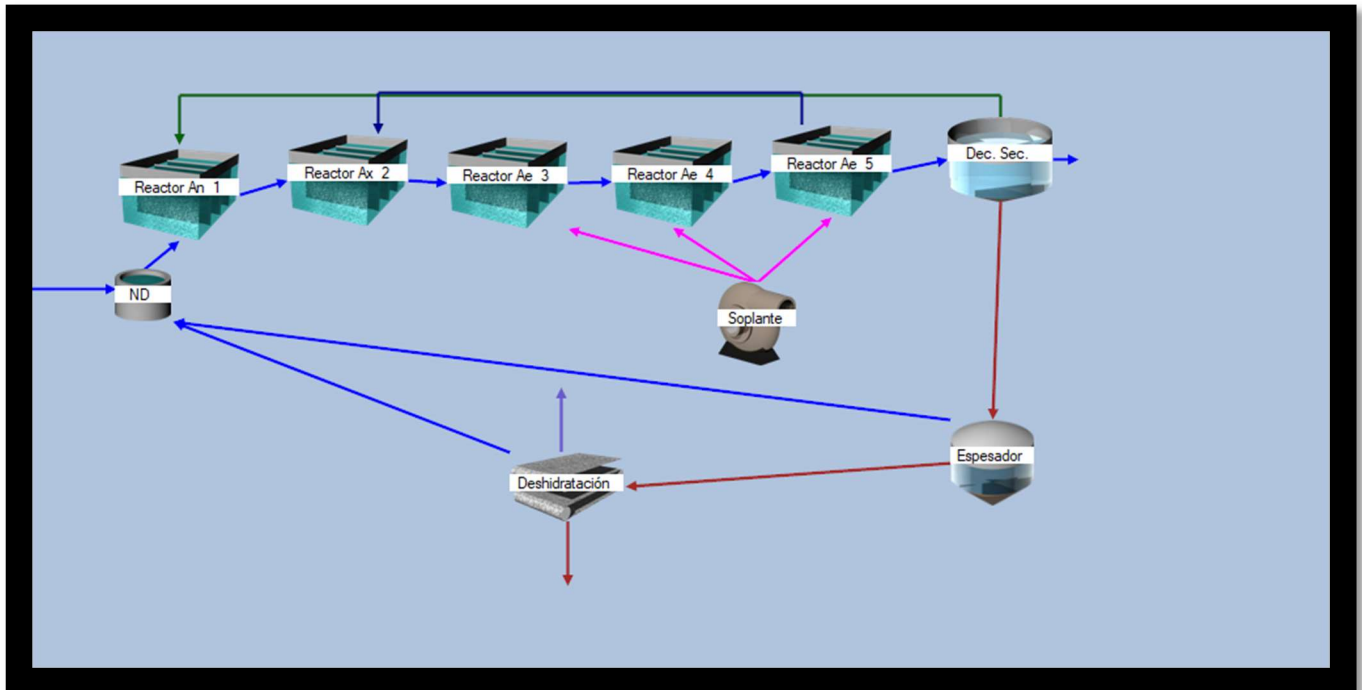 Reactor An 1
Reactor Ax 2
Reactor Ae 3
Reactor Ae 4
Reactor Ae 5
Dec. Sec.
ND
Soplante
Espesador
Deshidratación